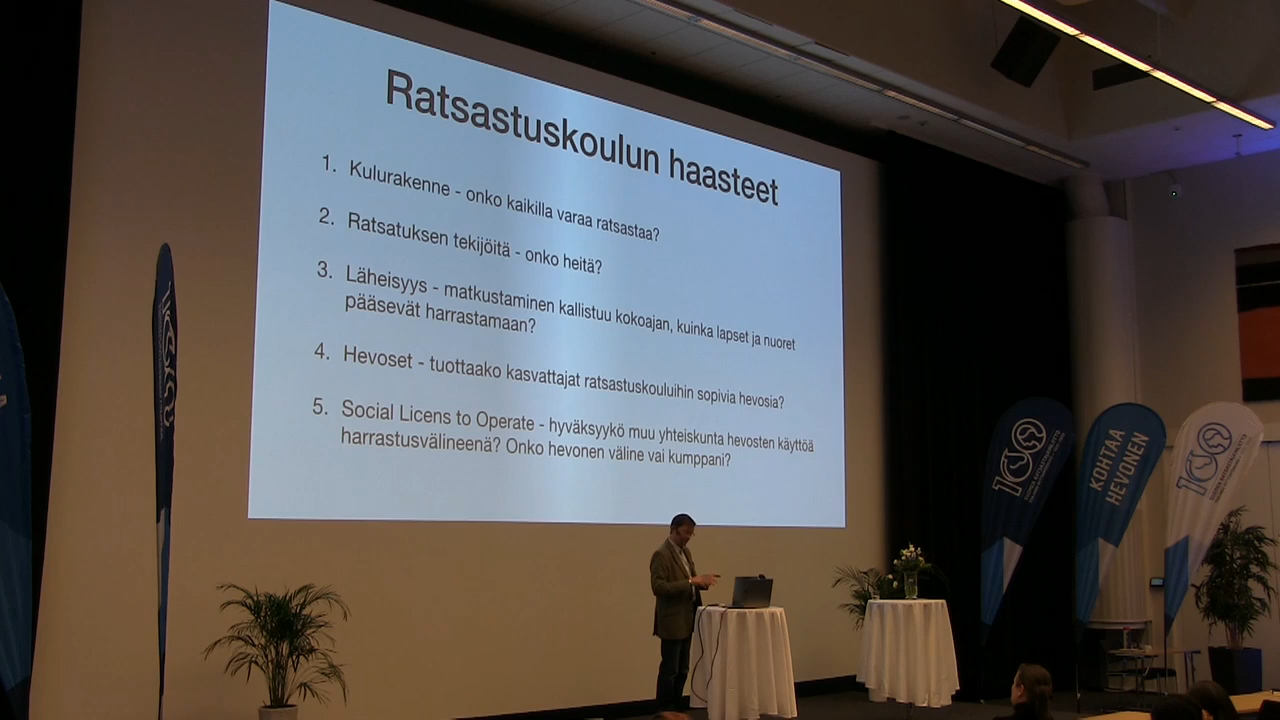 Ratsastuskoulun haasteet
1. Kulurakenne - onko kaikilla varaa ratsastaa?
2. Ratsatuksen tekijöitä - onko heitä?
3. Läheisyys - matkustaminen kallistuu kokoajan, kuinka lapset ja nuoret
pääsevät harrastamaan?
4. Hevoset - tuottaako kasvattajat ratsastuskouluihin sopivia hevosia?
5. Social Licens to Operate - hyväksyykö muu yhteiskunta hevosten käyttöä
harrastusvälineenä? Onko hevonen väline vai kumppani?
100
KOHTAA
HEVONEN
100